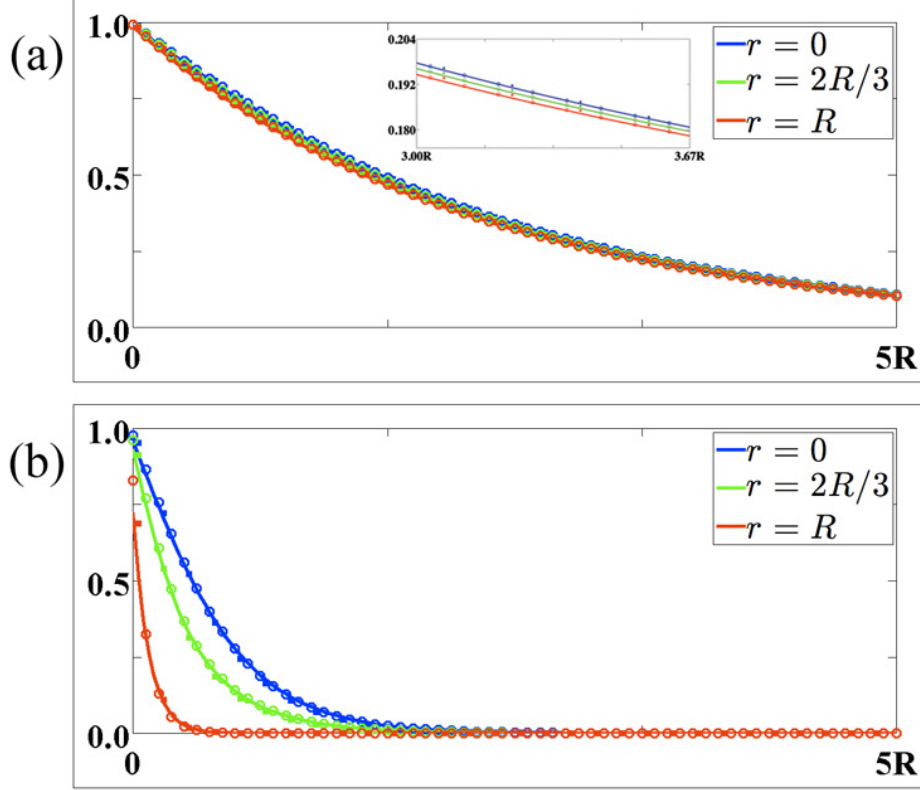 (a)
1.0
0.5
0.0
0
5R
0.204
0.192
0.180
3.00R
3.67R
r = 0
r = 2R/3
r = R
(b)
1.0
0.5
0.0
0
5R
r = 0
r = 2R/3
r = R